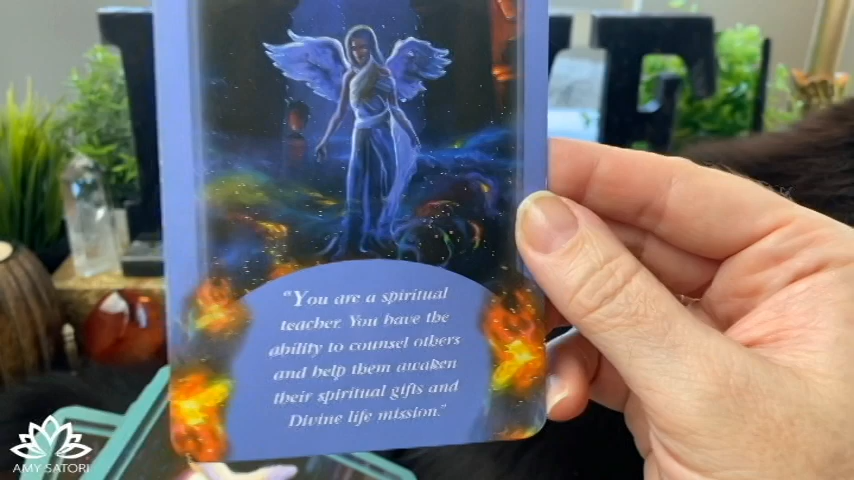 "You are a spiritual
teacher. You have the
ability to counsel others
and help them awaken
their spiritual gifts and
Divine life mission."
AMY SATORI